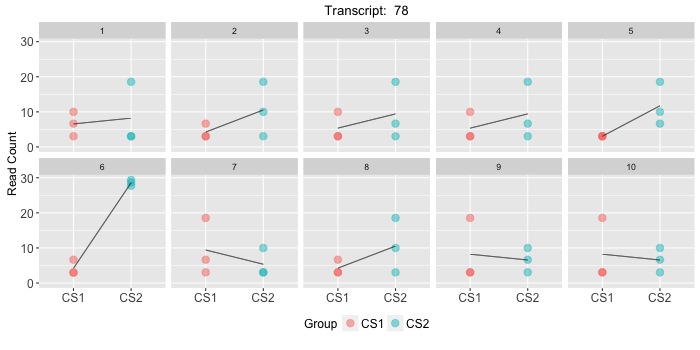 Transcript: 78
1 2 3 4 5
30
20
10
0
Read Count
6 7 8 9 10
30
20
10
0
CS1 CS2 CS1 CS2 CS1 CS2 CS1 CS2 CS1 CS2
Group CS1 CS2